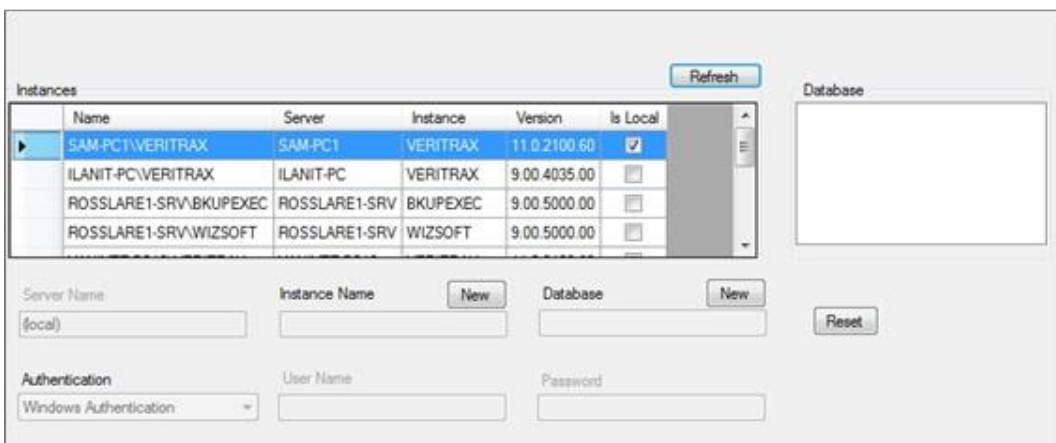 Refresh
Instances
Database
Name Server Instance Version Is Local
SAM-PC1\VERITRAX SAM-PC1 VERITRAX 11.0.2100.60
ILANIT-PC\VERITRAX ILANIT-PC VERITRAX 9.00.4035.00
ROSSLARE1-SRV\BKUPEXEC ROSSLARE1-SRV BKUPEXEC 9.00.5000.00
ROSSLARE1-SRV\WIZSOFT ROSSLARE1-SRV WIZSOFT 9.00.5000.00
Server Name Instance Name New Database New
(local) Reset
Authentication User Name Password
Windows Authentication